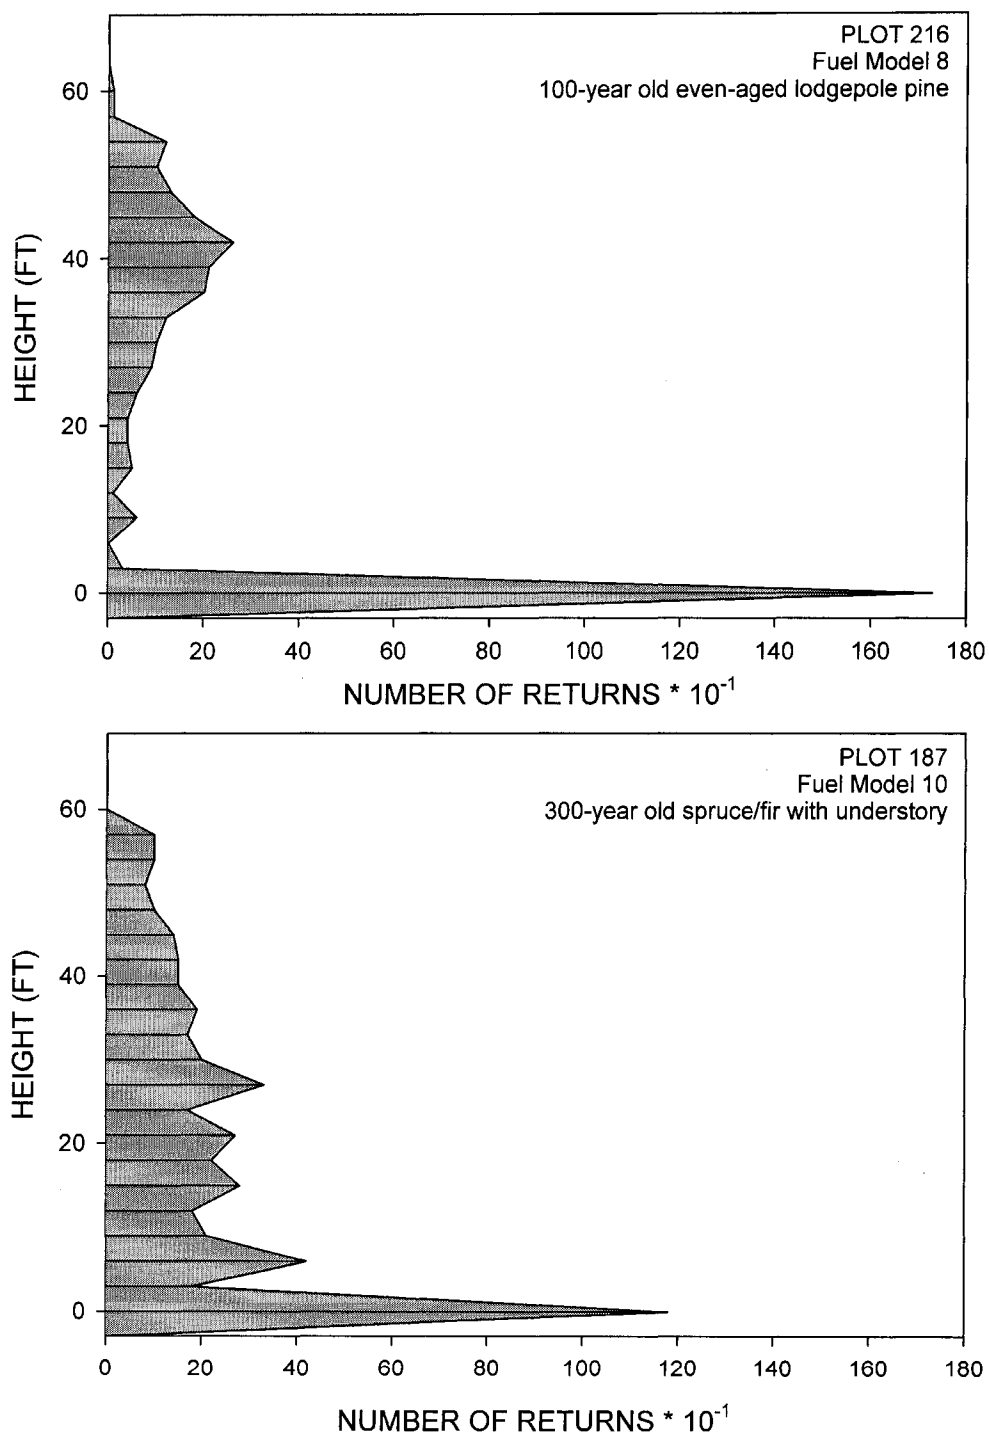 PLOT 216
Fuel Model 8
100-year old even-aged lodgepole pine
HEIGHT (FT)
60
40
20
0
0 20 40 60 80 100 120 140 160 180
NUMBER OF RETURNS * 10⁻¹
PLOT 187
Fuel Model 10
300-year old spruce/fir with understory
HEIGHT (FT)
60
40
20
0
0 20 40 60 80 100 120 140 160 180
NUMBER OF RETURNS * 10⁻¹